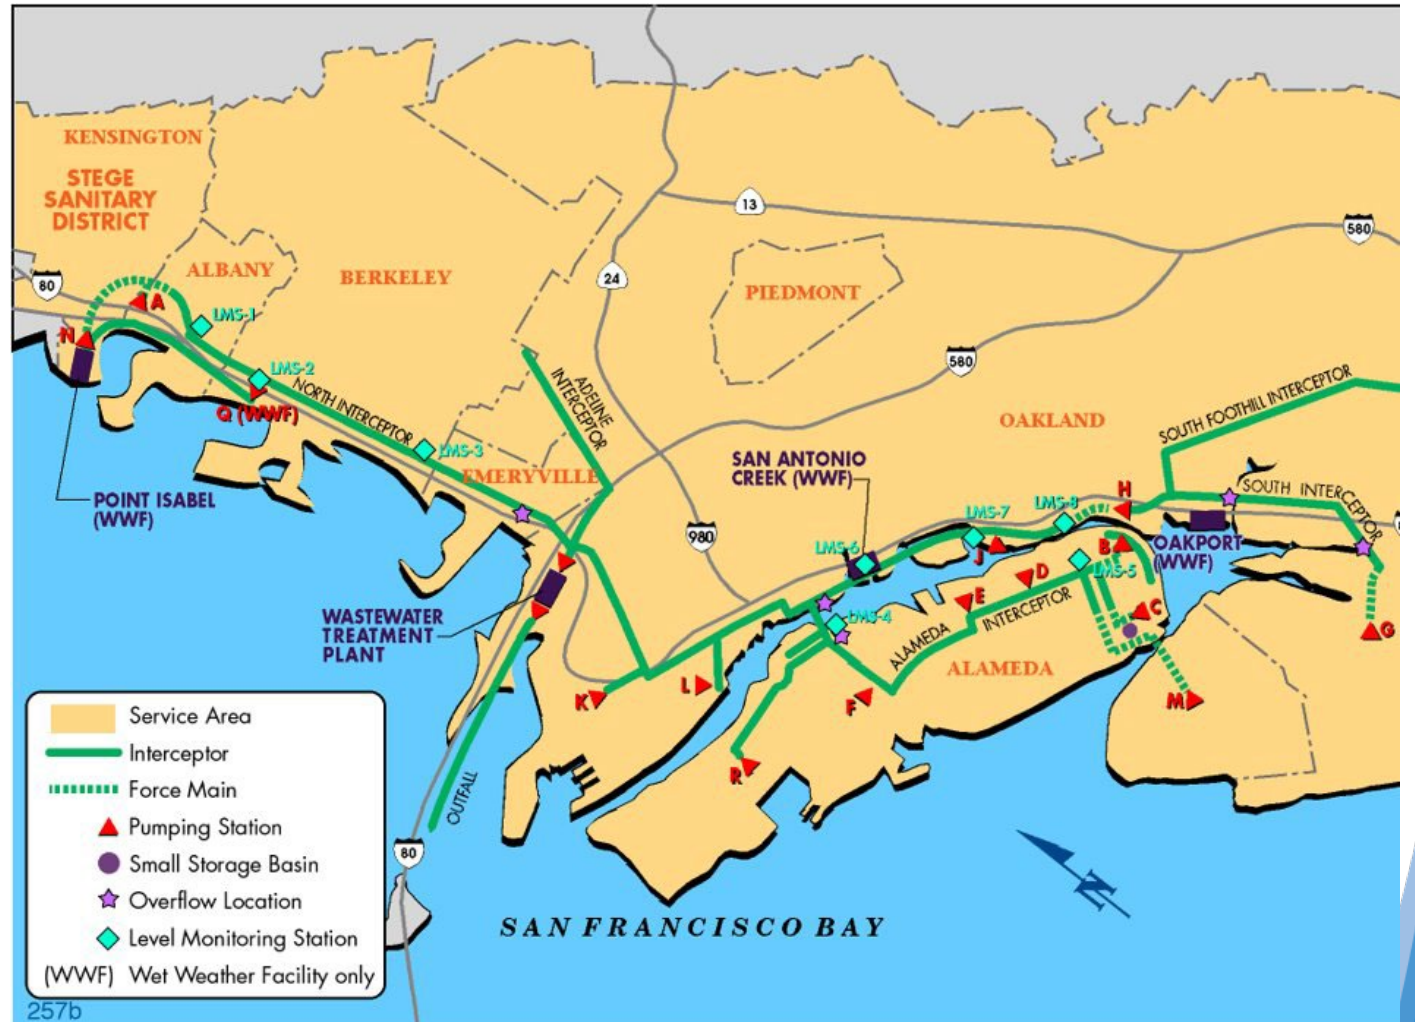 KENSINGTON
STEGE
SANITARY
DISTRICT
ALBANY
BERKELEY
80
A
N
LMS-1
LMS-2
Q (WWF)
NORTH INTERCEPTOR
LMS-3
POINT ISABEL
(WWF)
EMERYVILLE
ADELINE
INTERCEPTOR
13
24
580
PIEDMONT
580
980
OAKLAND
SOUTH FOOTHILL INTERCEPTOR
SAN ANTONIO
CREEK (WWF)
LMS-6
LMS-7
LMS-8
J
H
SOUTH INTERCEPTOR
OAKPORT
(WWF)
B
LMS-5
D
E
C
G
M
LMS-4
ALAMEDA INTERCEPTOR
ALAMEDA
F
R
L
K
WASTEWATER
TREATMENT
PLANT
OUTFALL
80
N
SAN FRANCISCO BAY
Service Area
Interceptor
Force Main
Pumping Station
Small Storage Basin
Overflow Location
Level Monitoring Station
(WWF) Wet Weather Facility only
257b